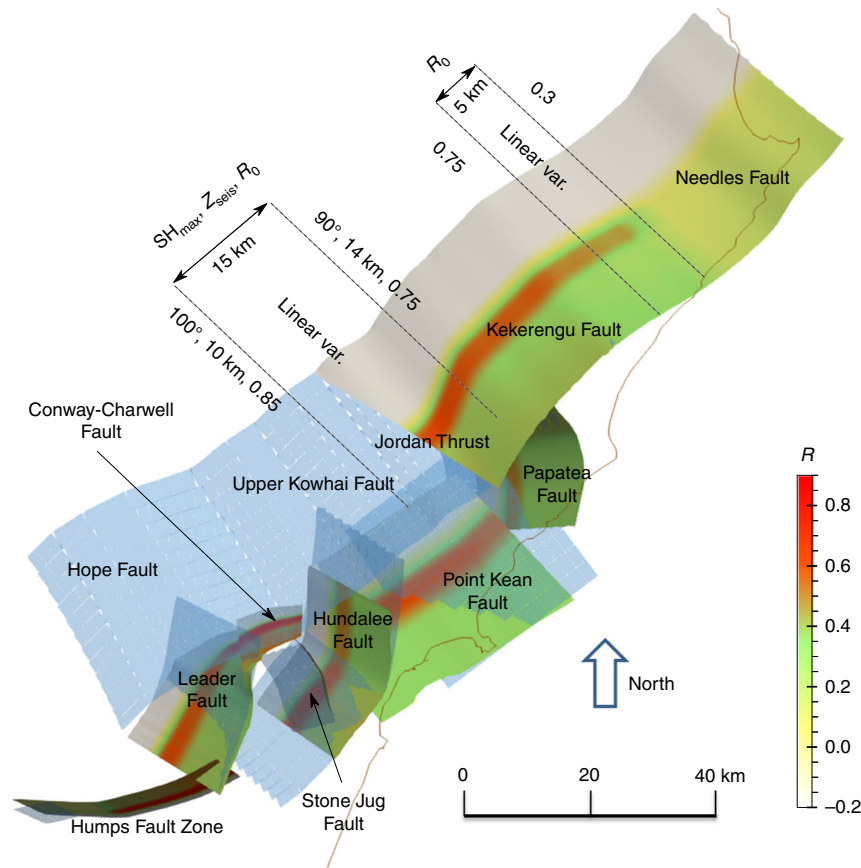 R₀
5 km
0.3
Linear var.
0.75
Needles Fault
SHmax, Zseis, R₀
15 km
90°, 14 km, 0.75
Linear var.
100°, 10 km, 0.85
Kekerengu Fault
Conway-Charwell
Fault
Jordan Thrust
Upper Kowhai Fault
Papatea
Fault
R
0.8
0.6
0.4
0.2
0.0
–0.2
Hope Fault
Point Kean
Fault
Hundalee
Fault
Leader
Fault
North
Stone Jug
Fault
Humps Fault Zone
0
20
40 km